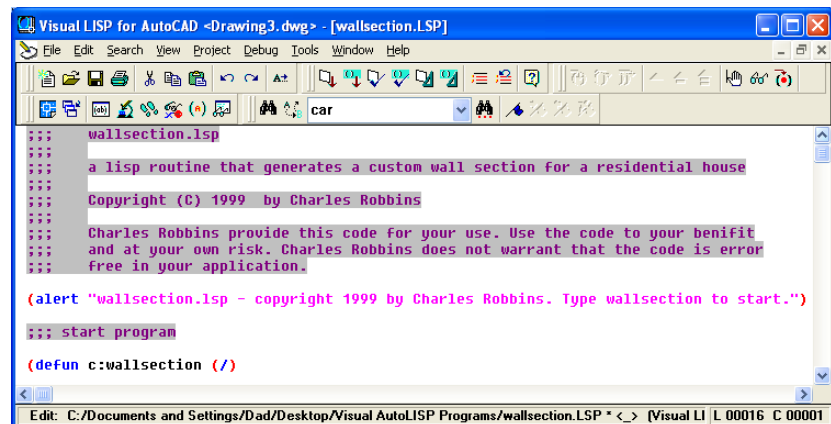 Visual LISP for AutoCAD <Drawing3.dwg> - [wallsection.LSP]
File Edit Search View Project Debug Tools Window Help
car
;;; wallsection.lsp
;;;
;;; a lisp routine that generates a custom wall section for a residential house
;;;
;;; Copyright (C) 1999 by Charles Robbins
;;;
;;; Charles Robbins provide this code for your use. Use the code to your benifit
;;; and at your own risk. Charles Robbins does not warrant that the code is error
;;; free in your application.
(alert "wallsection.lsp - copyright 1999 by Charles Robbins. Type wallsection to start.")
;;; start program
(defun c:wallsection (/)
Edit: C:/Documents and Settings/Dad/Desktop/Visual AutoLISP Programs/wallsection.LSP * <_> (Visual LI L 00016 C 00001